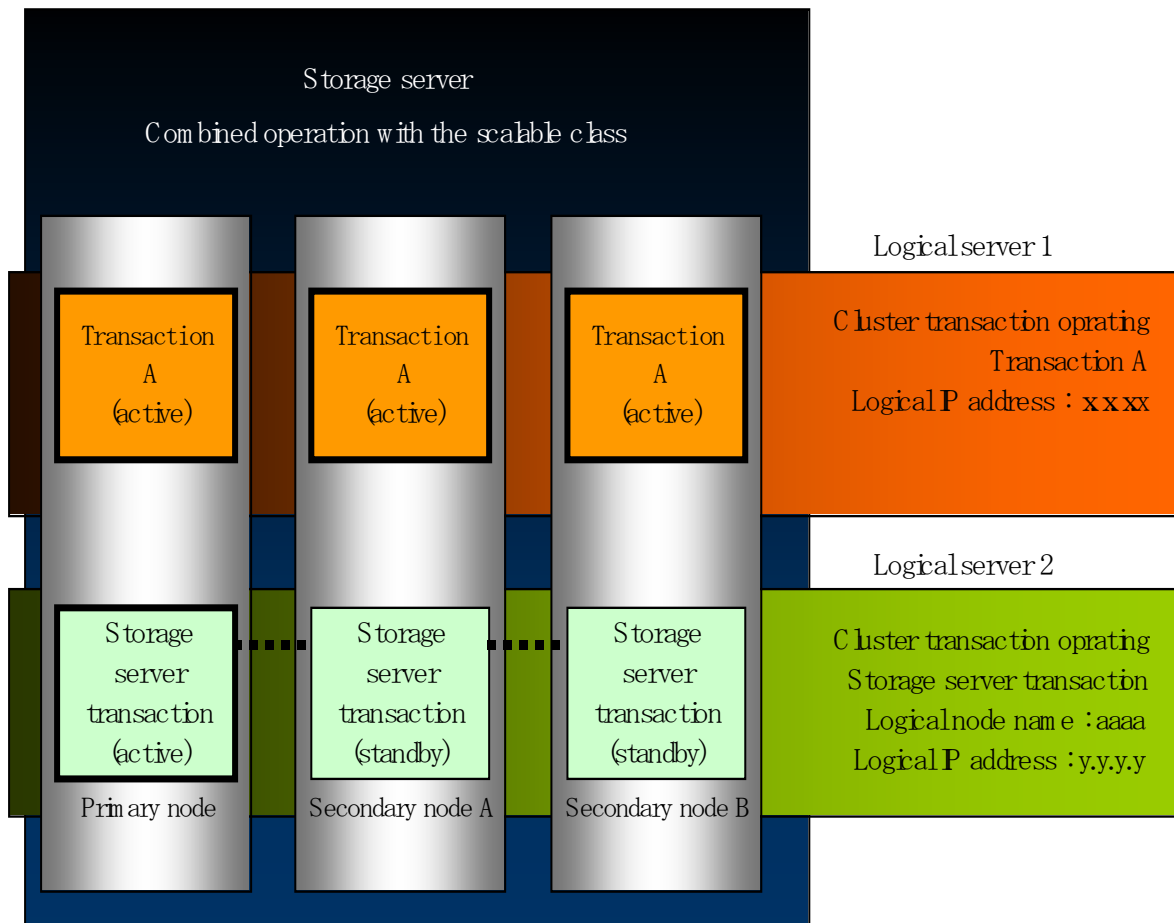 Storage server
Combined operation with the scalable class
Logical server 1
Transaction
A
(active)
Transaction
A
(active)
Transaction
A
(active)
Cluster transaction oprating
Transaction A
Logical IP address : x.x.x.x
Logical server 2
Storage
server
transaction
(active)
Storage
server
transaction
(standby)
Storage
server
transaction
(standby)
Cluster transaction oprating
Storage server transaction
Logical node name : aaaa
Logical IP address : y.y.y.y
Primary node
Secondary node A
Secondary node B